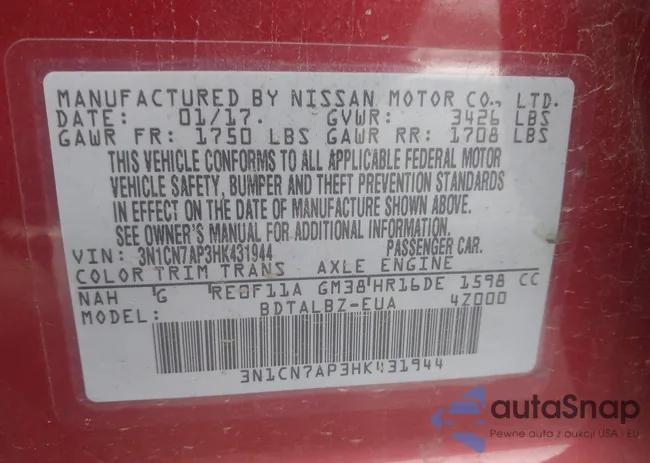 MANUFACTURED BY NISSAN MOTOR CO., LTD.
DATE: 01/17. GVWR: 3426 LBS
GAWR FR: 1750 LBS GAWR RR: 1708 LBS
THIS VEHICLE CONFORMS TO ALL APPLICABLE FEDERAL MOTOR
VEHICLE SAFETY, BUMPER AND THEFT PREVENTION STANDARDS
IN EFFECT ON THE DATE OF MANUFACTURE SHOWN ABOVE.
SEE OWNER'S MANUAL FOR ADDITIONAL INFORMATION.
VIN: 3N1CN7AP3HK431944 PASSENGER CAR.
COLOR TRIM TRANS AXLE ENGINE
NAH G RE0F11A GM38 HR16DE 1598 CC
MODEL: BDTALBZ-EUA 4Z000
3N1CN7AP3HK431944
autaSnap
Pewne auta z aukcji USA i EU